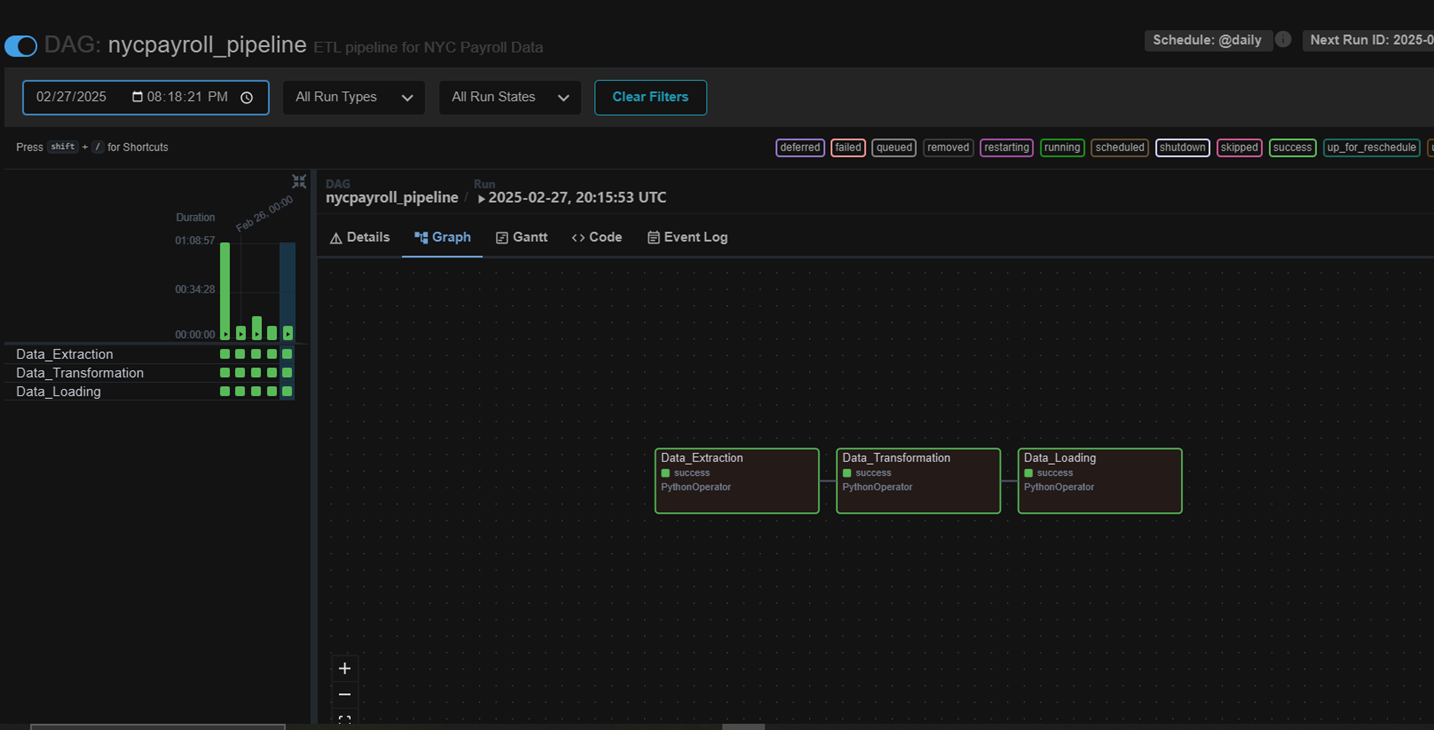 DAG: nycpayroll_pipeline ETL pipeline for NYC Payroll Data
Schedule: @daily
Next Run ID: 2025-0
02/27/2025 08:18:21 PM
All Run Types
All Run States
Clear Filters
Press shift + / for Shortcuts
deferred failed queued removed restarting running scheduled shutdown skipped success up_for_reschedule
Duration
Feb 26, 00:00
01:08:57
00:34:28
00:00:00
Data_Extraction
Data_Transformation
Data_Loading
DAG
nycpayroll_pipeline /
Run
2025-02-27, 20:15:53 UTC
Details Graph Gantt Code Event Log
Data_Extraction
success
PythonOperator
Data_Transformation
success
PythonOperator
Data_Loading
success
PythonOperator